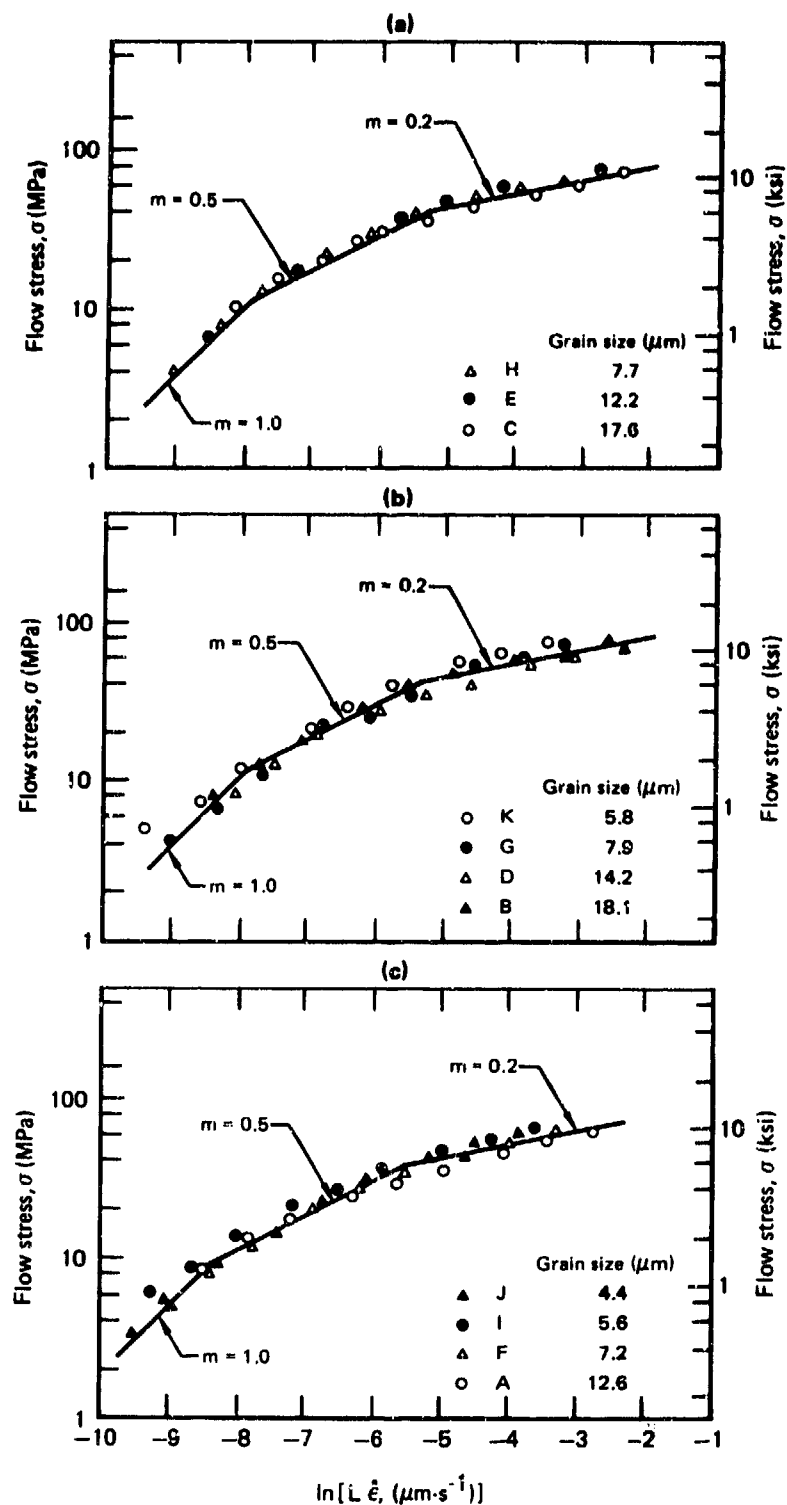 (a)
Flow stress, σ (MPa)
100
10
1
m = 0.2
m = 0.5
m = 1.0
Grain size (μm)
△ H 7.7
● E 12.2
○ C 17.6
10
1
Flow stress, σ (ksi)
(b)
Flow stress, σ (MPa)
100
10
1
m = 0.2
m = 0.5
m = 1.0
Grain size (μm)
○ K 5.8
● G 7.9
△ D 14.2
▲ B 18.1
10
1
Flow stress, σ (ksi)
(c)
Flow stress, σ (MPa)
100
10
1
m = 0.2
m = 0.5
m = 1.0
Grain size (μm)
▲ J 4.4
● I 5.6
△ F 7.2
○ A 12.6
10
1
Flow stress, σ (ksi)
−10 −9 −8 −7 −6 −5 −4 −3 −2 −1
ln[L ε̇, (μm·s⁻¹)]